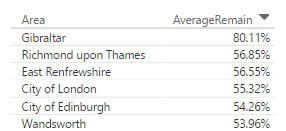 Area AverageRemain
Gibraltar 80.11%
Richmond upon Thames 56.85%
East Renfrewshire 56.55%
City of London 55.32%
City of Edinburgh 54.26%
Wandsworth 53.96%